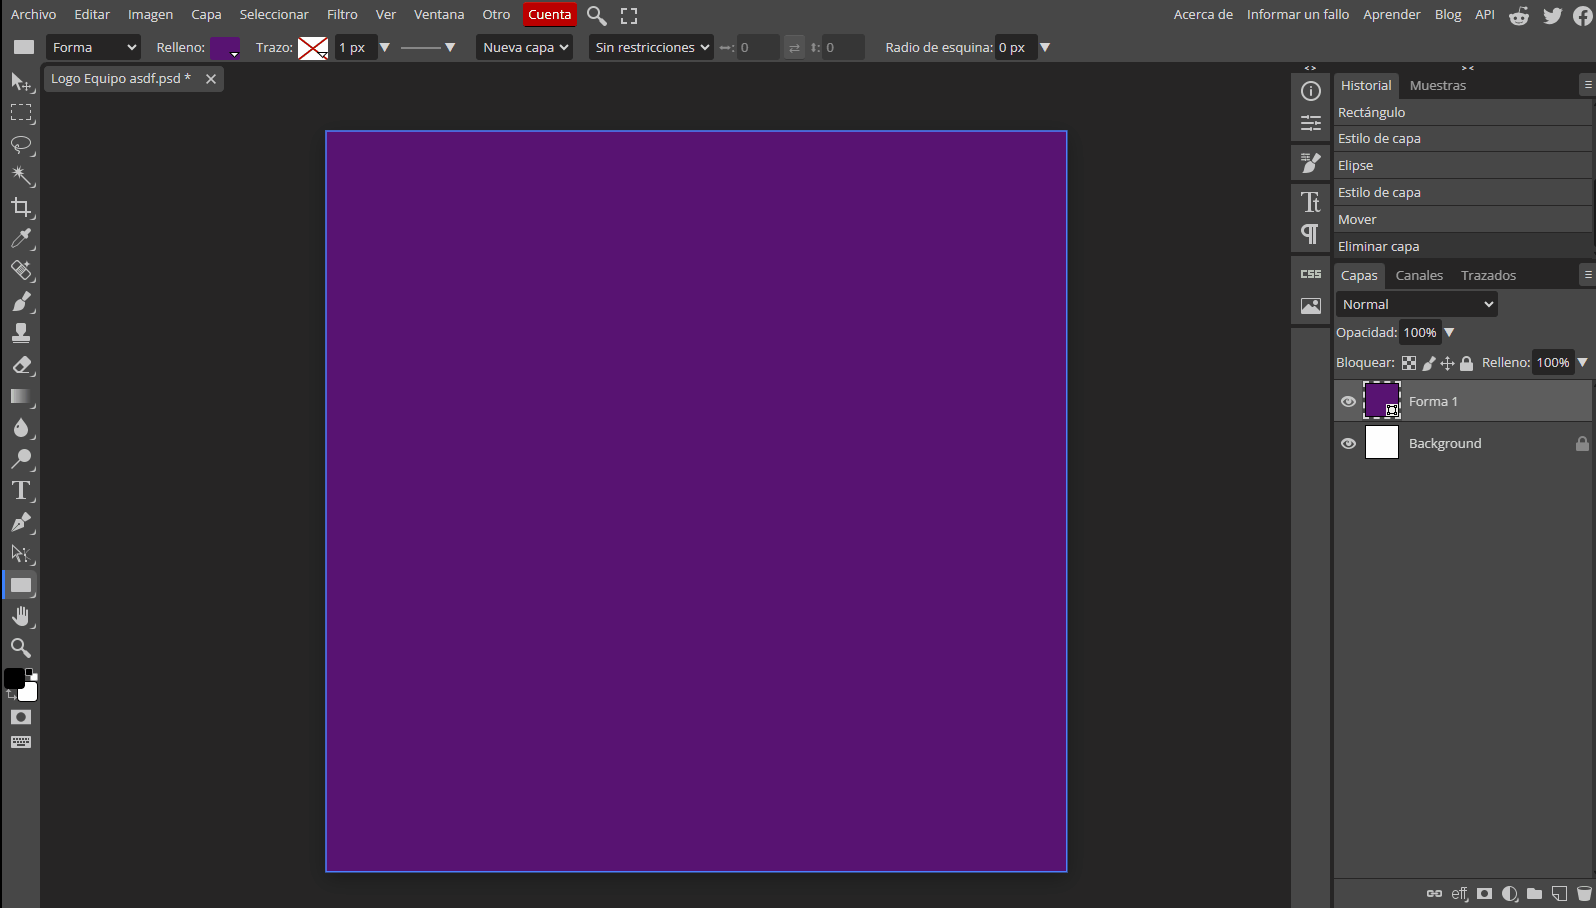 Archivo Editar Imagen Capa Seleccionar Filtro Ver Ventana Otro Cuenta Acerca de Informar un fallo Aprender Blog API
Forma Relleno: Trazo: 1 px Nueva capa Sin restricciones 0 0 Radio de esquina: 0 px
Logo Equipo asdf.psd *
Historial Muestras
Rectángulo
Estilo de capa
Elipse
Estilo de capa
Mover
Eliminar capa
CSS
Capas Canales Trazados
Normal
Opacidad: 100%
Bloquear: Relleno: 100%
Forma 1
Background
eff